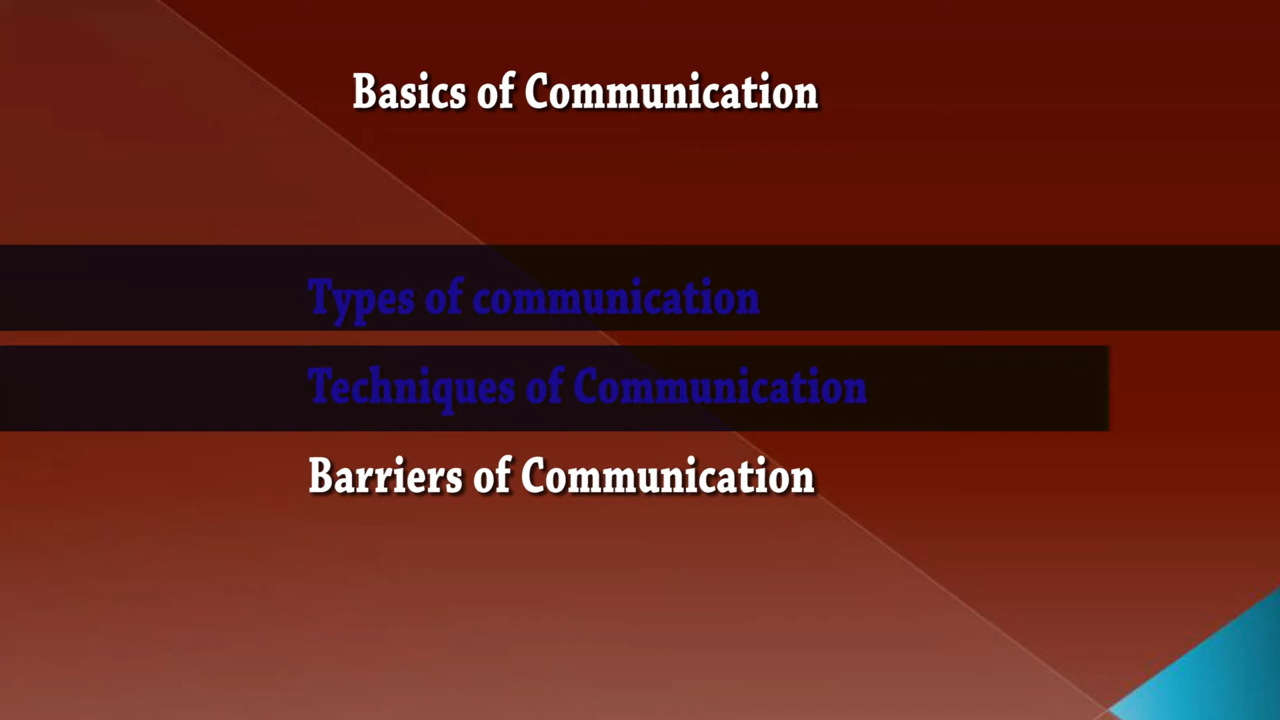 Basics of Communication
Types of communication
Techniques of Communication
Barriers of Communication